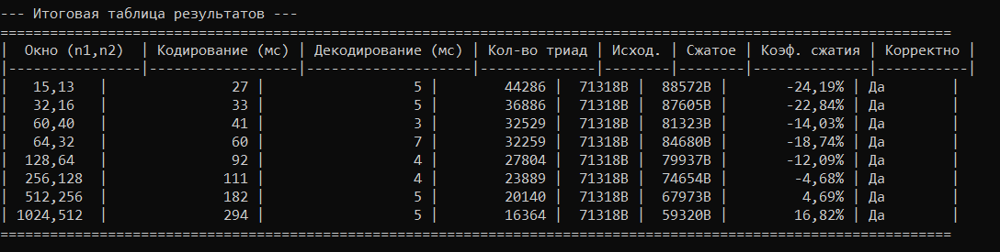 --- Итоговая таблица результатов ---
=======================================================================================================
|  Окно (n1,n2)  | Кодирование (мс) | Декодирование (мс) | Кол-во триад | Исход. | Сжатое | Коэф. сжатия | Корректно |
|---------------|------------------|-------------------|-------------|--------|-------|-------------|-----------|
|   15,13   |              27 |                 5 |        44286 |  71318B |  88572B |       -24,19% | Да       |
|   32,16   |              33 |                 5 |        36886 |  71318B |  87605B |       -22,84% | Да       |
|   60,40   |              41 |                 3 |        32529 |  71318B |  81323B |       -14,03% | Да       |
|   64,32   |              60 |                 7 |        32259 |  71318B |  84680B |       -18,74% | Да       |
|  128,64   |              92 |                 4 |        27804 |  71318B |  79937B |       -12,09% | Да       |
|  256,128  |             111 |                 4 |        23889 |  71318B |  74654B |        -4,68% | Да       |
|  512,256  |             182 |                 5 |        20140 |  71318B |  67973B |         4,69% | Да       |
| 1024,512  |             294 |                 5 |        16364 |  71318B |  59320B |        16,82% | Да       |
=======================================================================================================